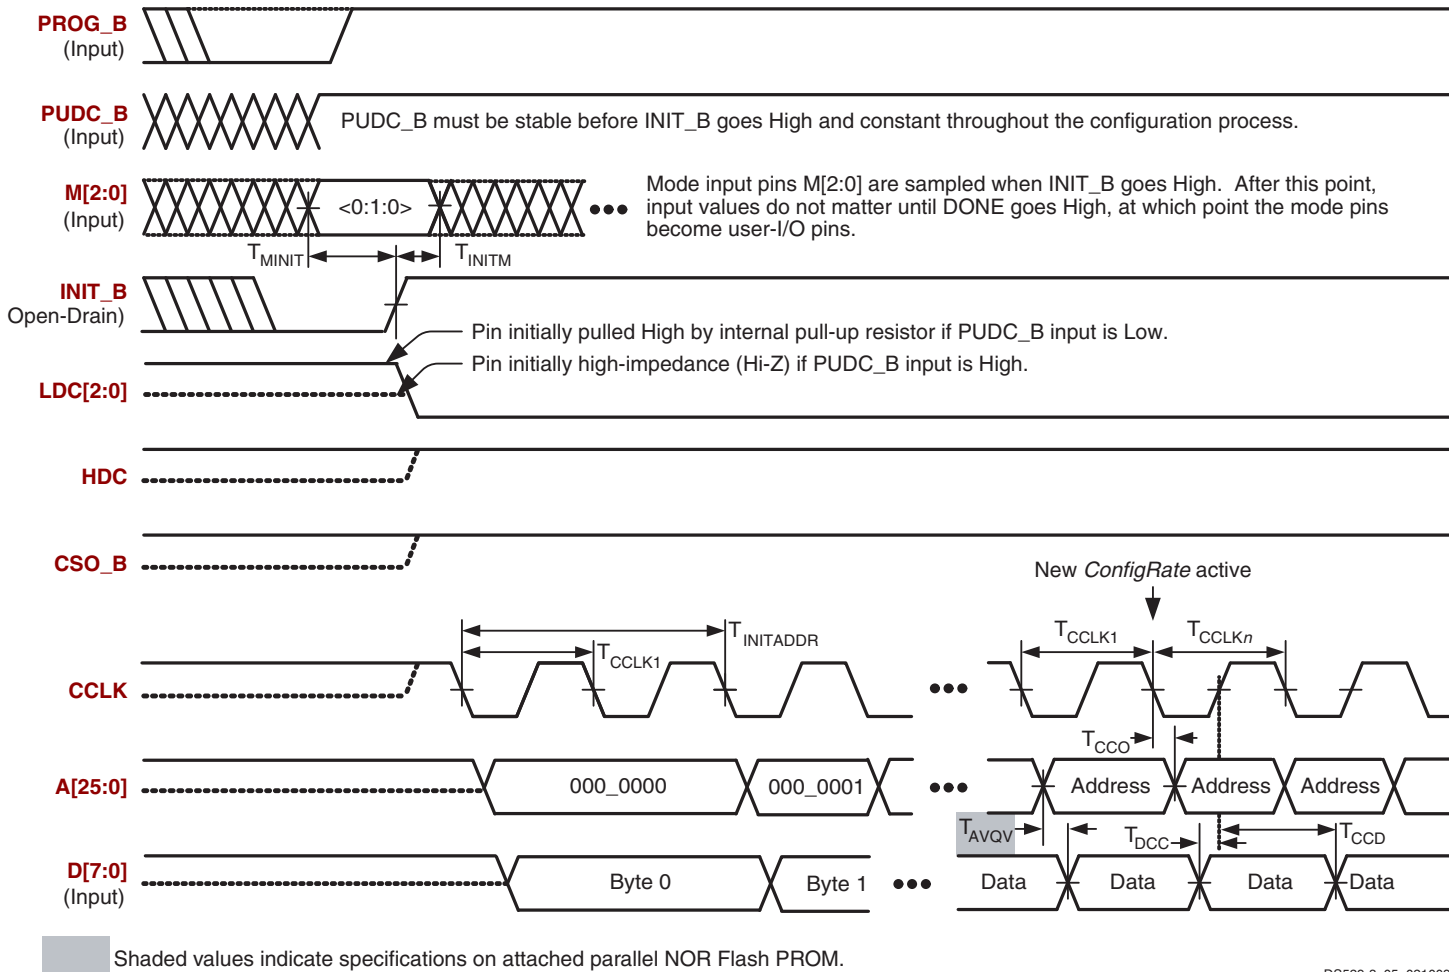 PROG_B
(Input)
PUDC_B
(Input)
PUDC_B must be stable before INIT_B goes High and constant throughout the configuration process.
M[2:0]
(Input)
<0:1:0>
Mode input pins M[2:0] are sampled when INIT_B goes High. After this point,
input values do not matter until DONE goes High, at which point the mode pins
become user-I/O pins.
TMINIT
TINITM
INIT_B
Open-Drain)
Pin initially pulled High by internal pull-up resistor if PUDC_B input is Low.
Pin initially high-impedance (Hi-Z) if PUDC_B input is High.
LDC[2:0]
HDC
CSO_B
New ConfigRate active
TINITADDR
TCCLK1
TCCLK1
TCCLKn
CCLK
TCCO
A[25:0]
000_0000
000_0001
Address
Address
Address
TAVQV
TDCC
TCCD
D[7:0]
(Input)
Byte 0
Byte 1
Data
Data
Data
Data
Shaded values indicate specifications on attached parallel NOR Flash PROM.